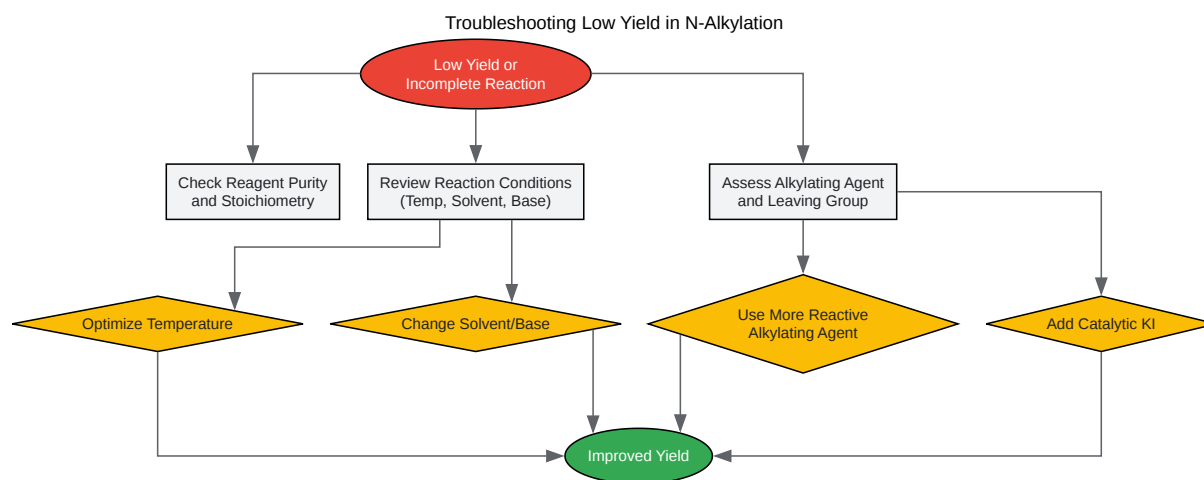 Troubleshooting Low Yield in N-Alkylation
Low Yield or
Incomplete Reaction
Check Reagent Purity
and Stoichiometry
Review Reaction Conditions
(Temp, Solvent, Base)
Assess Alkylating Agent
and Leaving Group
Optimize Temperature
Change Solvent/Base
Use More Reactive
Alkylating Agent
Add Catalytic KI
Improved Yield